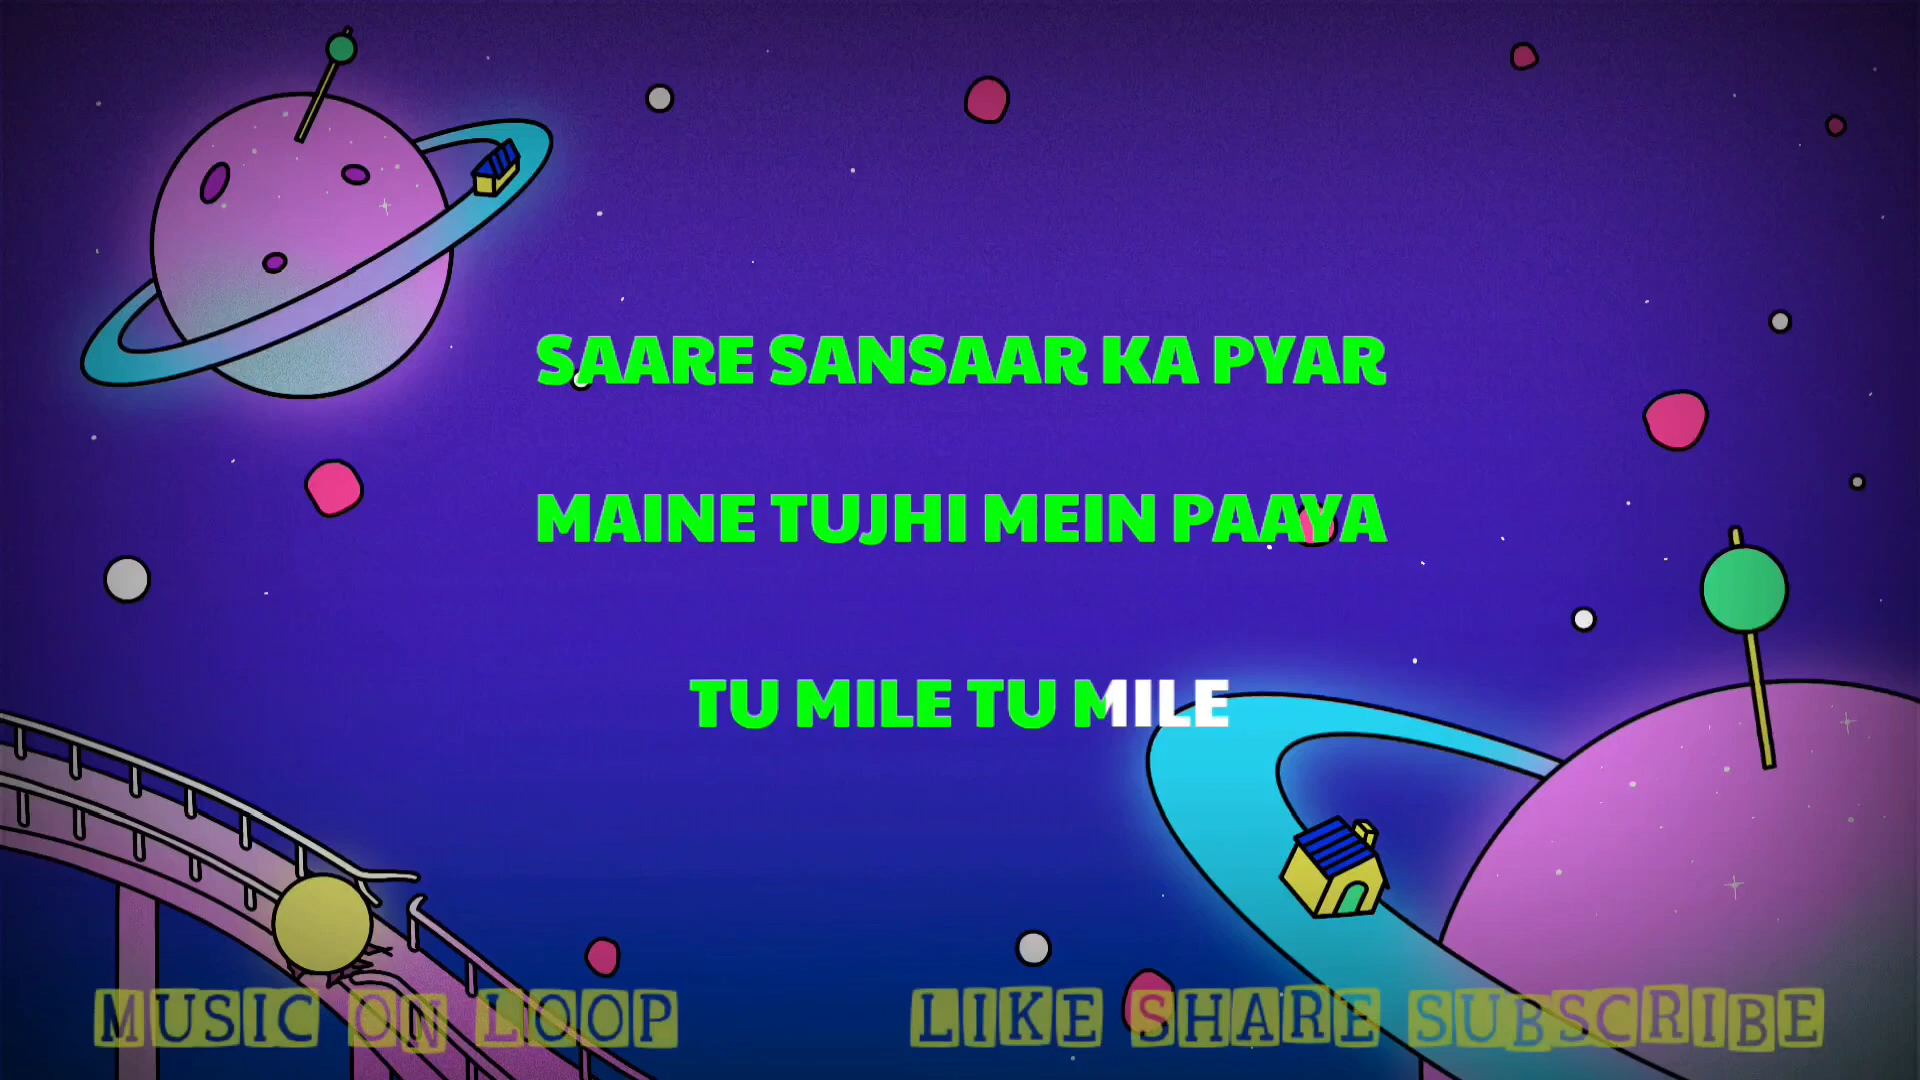 SAARE SANSAAR KA PYAR
MAINE TUJHI MEIN PAAYA
TU MILE TU MILE
MUSIC ON LOOP
LIKE SHARE SUBSCRIBE